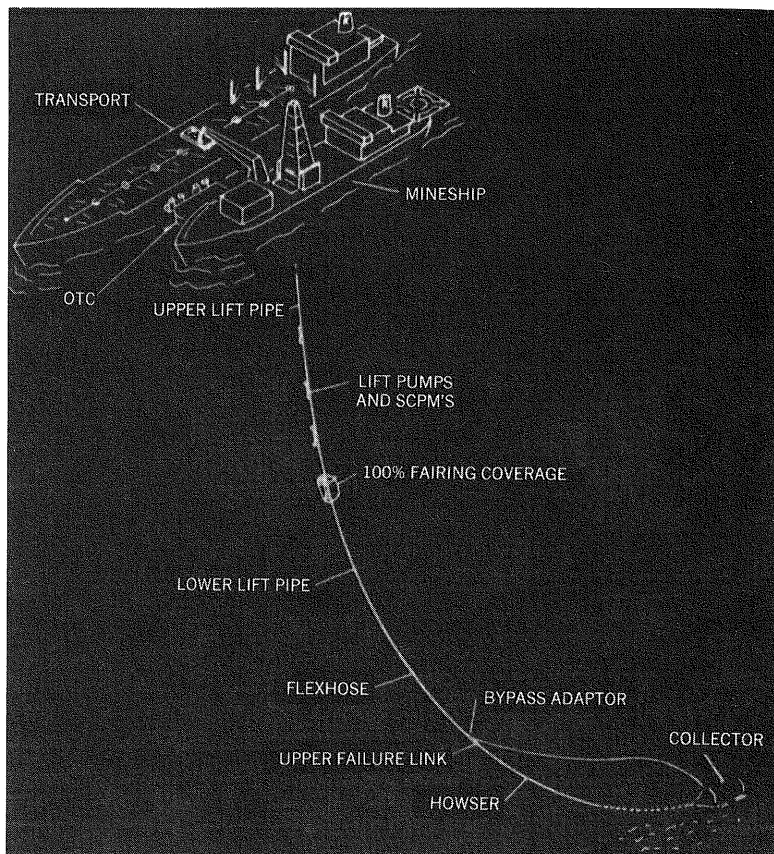 TRANSPORT
MINESHIP
OTC
UPPER LIFT PIPE
LIFT PUMPS
AND SCPM'S
100% FAIRING COVERAGE
LOWER LIFT PIPE
FLEXHOSE
BYPASS ADAPTOR
COLLECTOR
UPPER FAILURE LINK
HOWSER